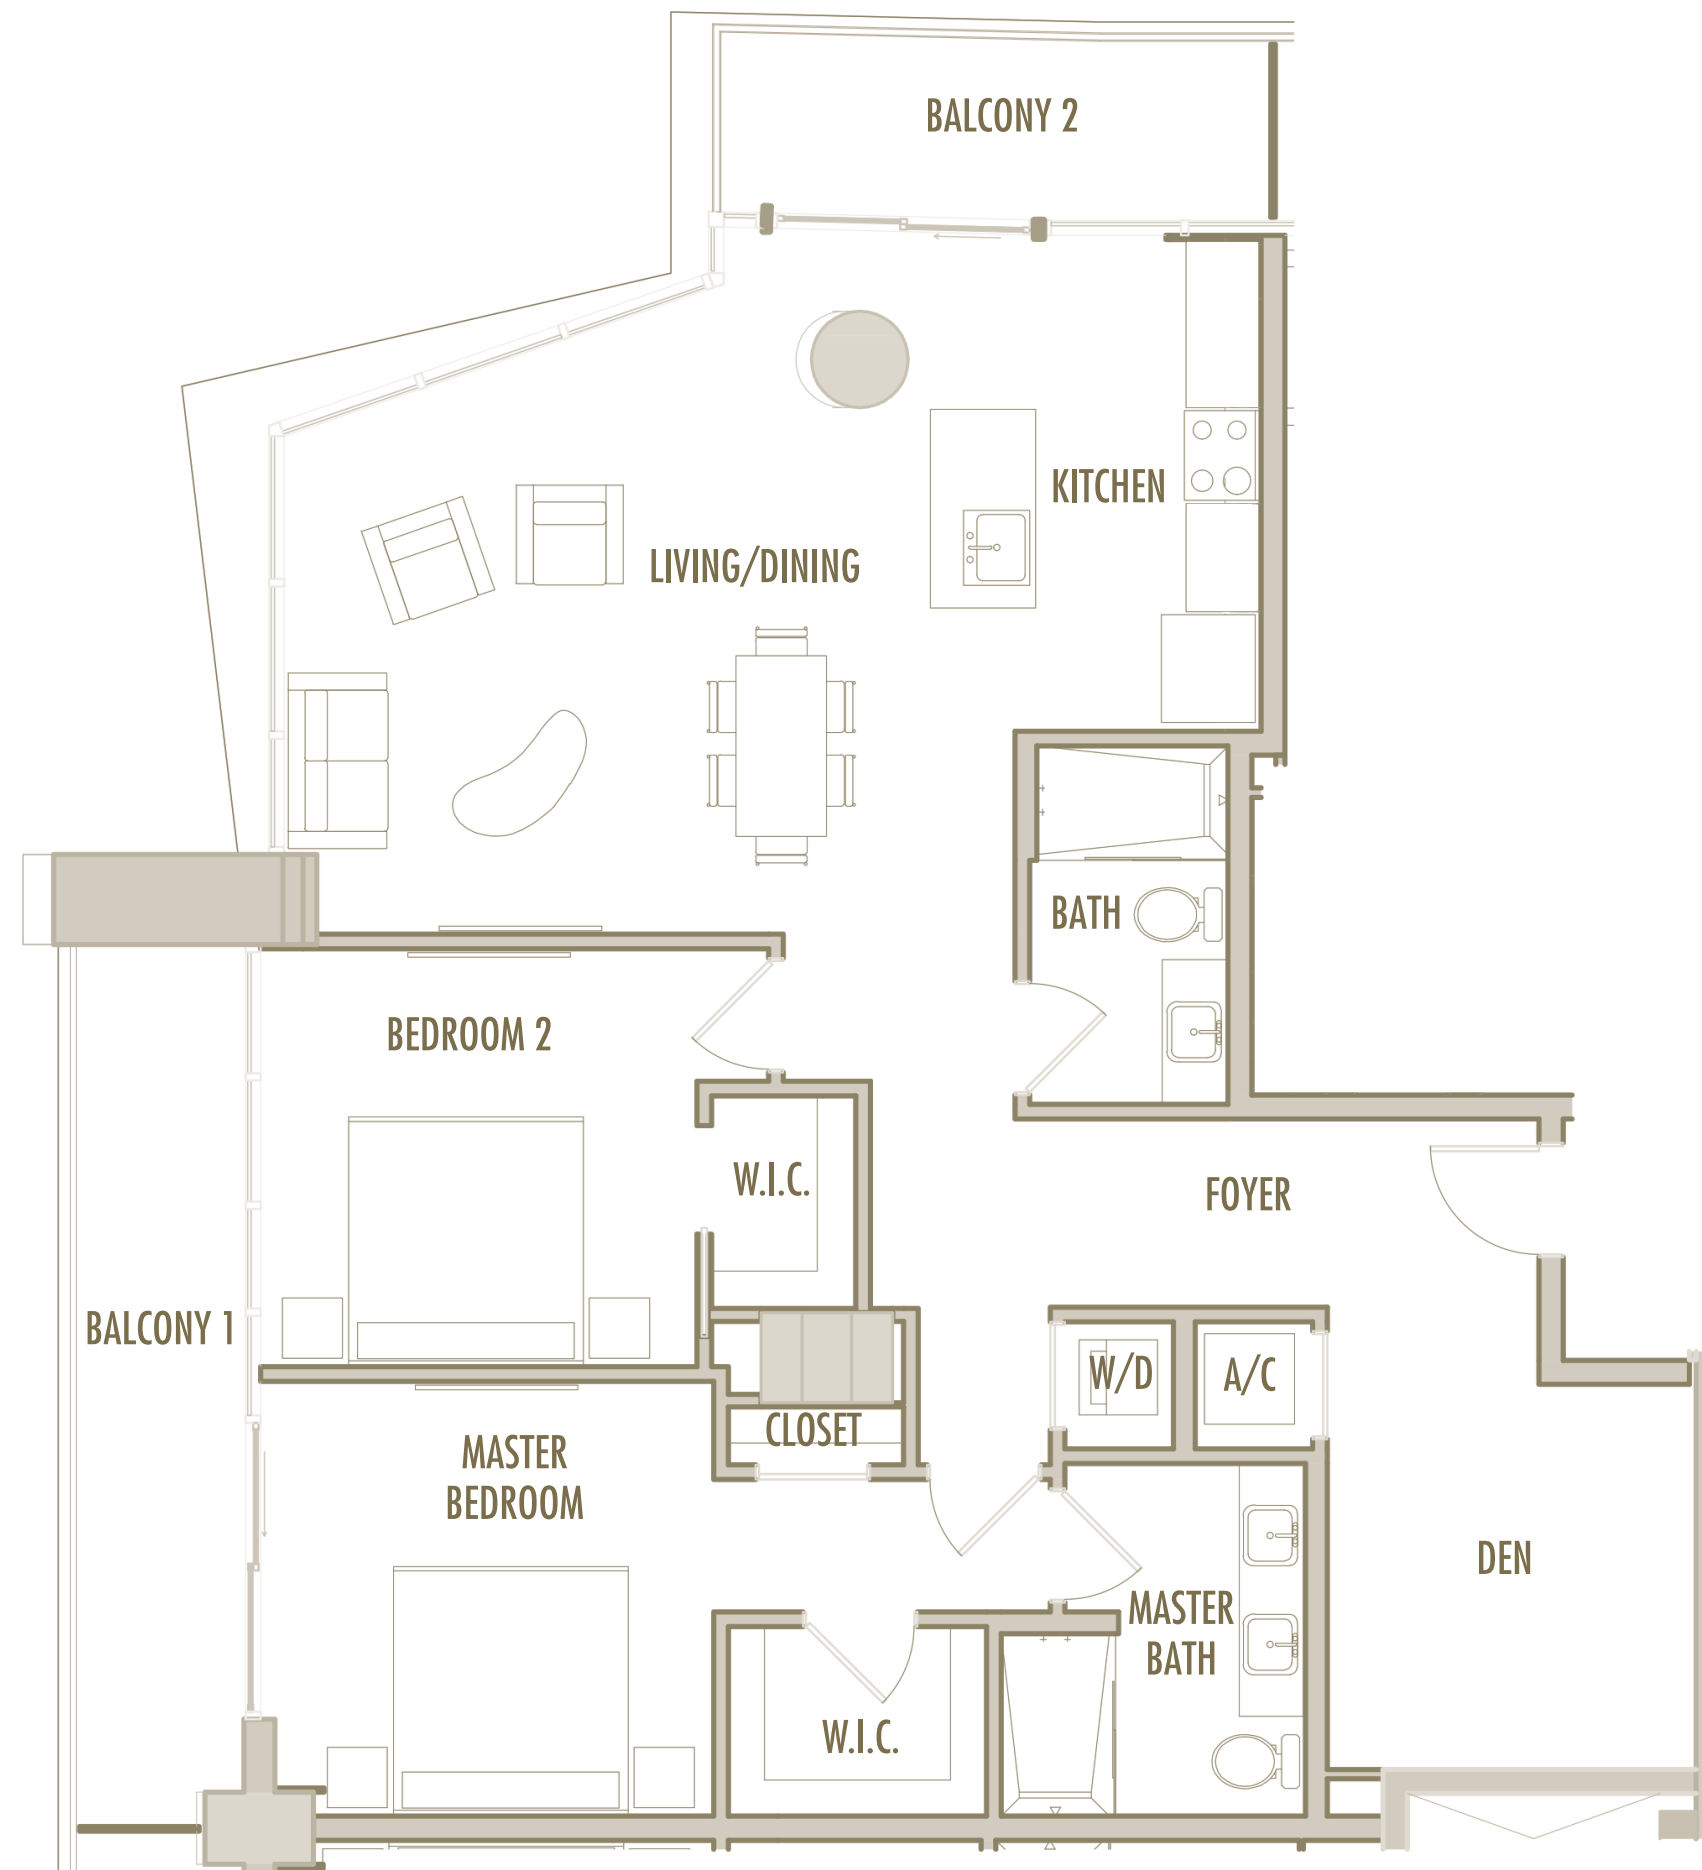 BALCONY 2
KITCHEN
LIVING/DINING
BATH
BEDROOM 2
W.I.C.
FOYER
BALCONY 1
W/D
A/C
CLOSET
MASTER
BEDROOM
DEN
MASTER
BATH
W.I.C.